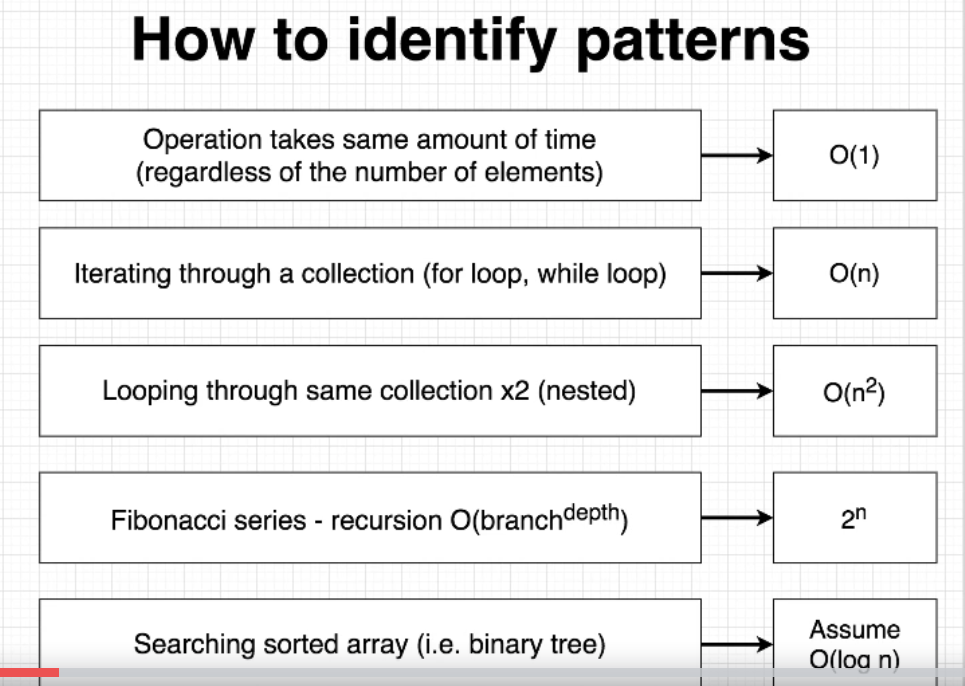 How to identify patterns
Operation takes same amount of time
(regardless of the number of elements)
O(1)
Iterating through a collection (for loop, while loop)
O(n)
Looping through same collection x2 (nested)
O(n²)
Fibonacci series - recursion O(branch^depth)
2ⁿ
Searching sorted array (i.e. binary tree)
Assume
O(log n)